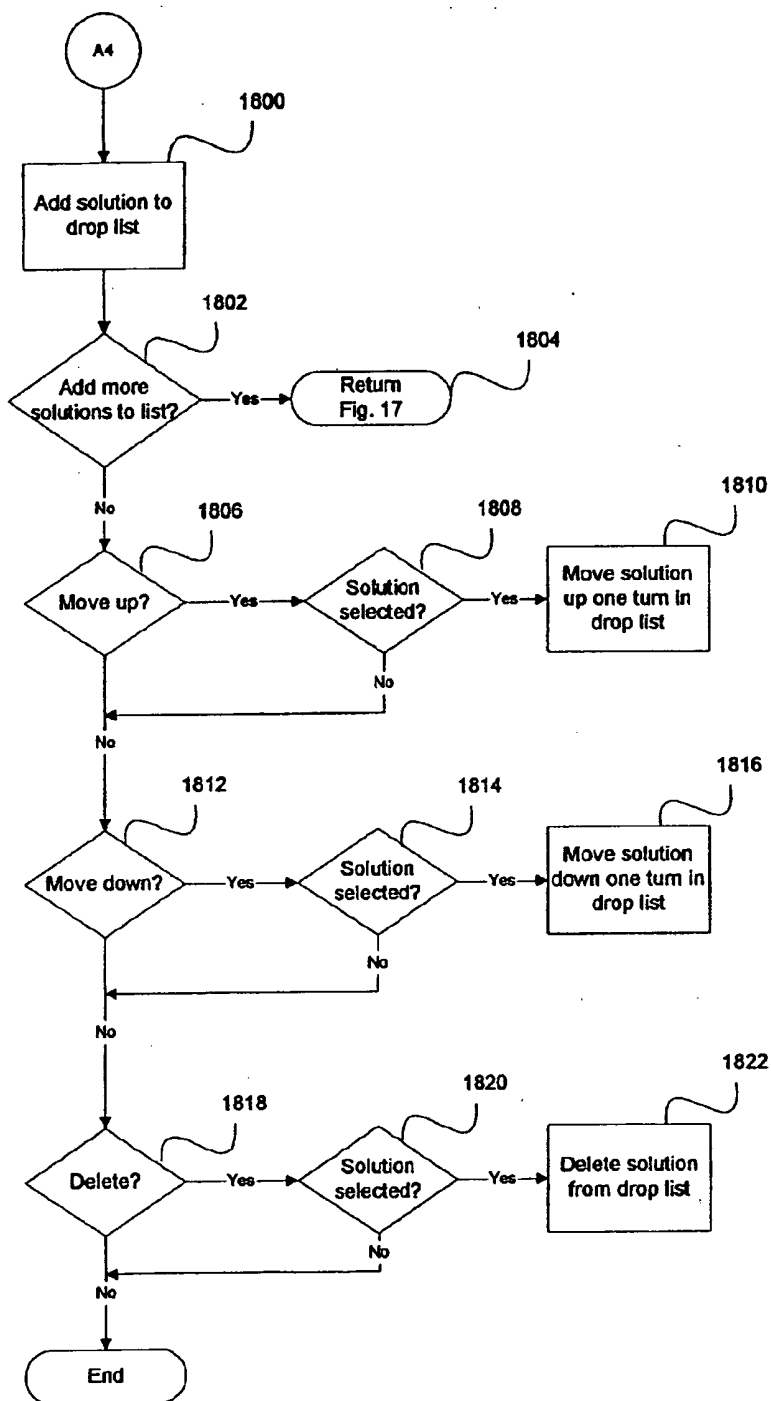 A4
1800
Add solution to
drop list
1802
Add more
solutions to list?
Yes
Return
Fig. 17
1804
No
1806
Move up?
Yes
1808
Solution
selected?
Yes
1810
Move solution
up one turn in
drop list
No
No
1812
Move down?
Yes
1814
Solution
selected?
Yes
1816
Move solution
down one turn in
drop list
No
No
1818
Delete?
Yes
1820
Solution
selected?
Yes
1822
Delete solution
from drop list
No
No
End